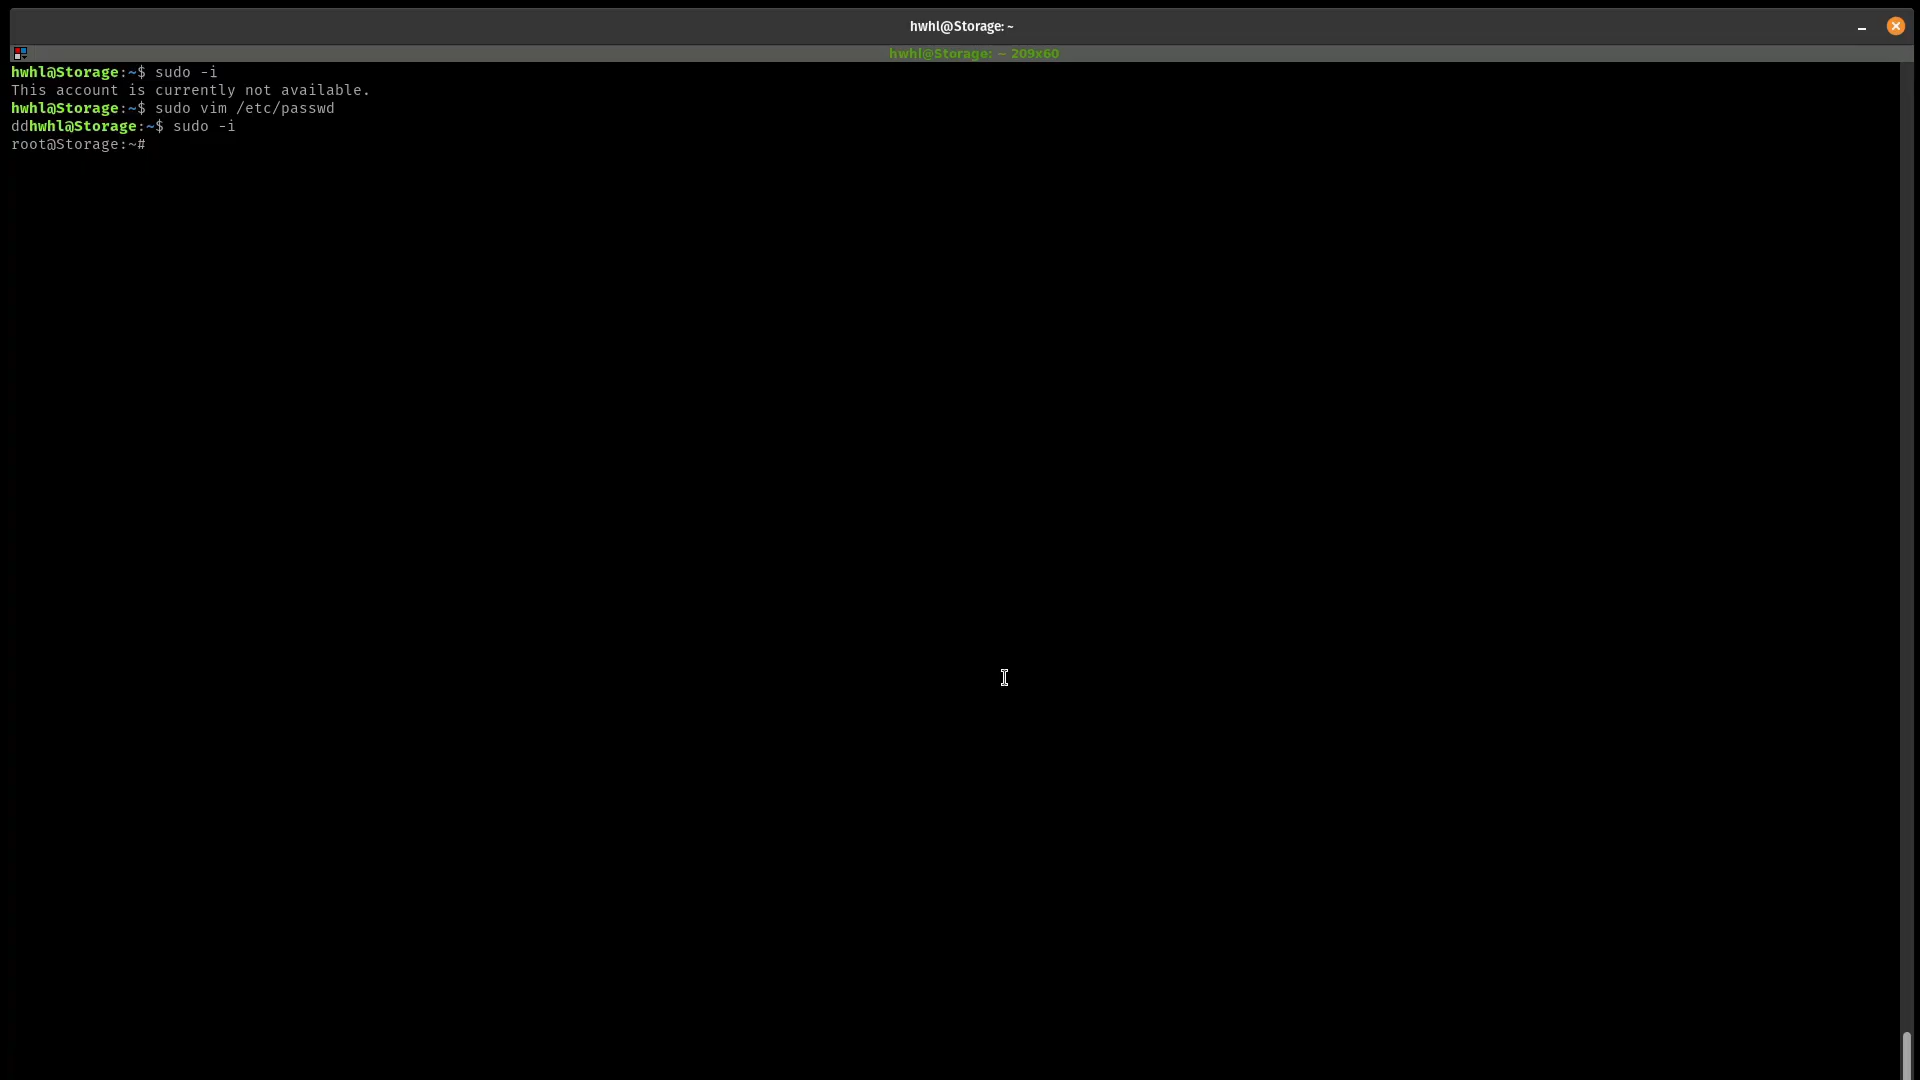 hwhl@Storage: ~
hwhl@Storage: ~ 209x60
hwhl@Storage:~$ sudo -i
This account is currently not available.
hwhl@Storage:~$ sudo vim /etc/passwd
ddhwhl@Storage:~$ sudo -i
root@Storage:~#